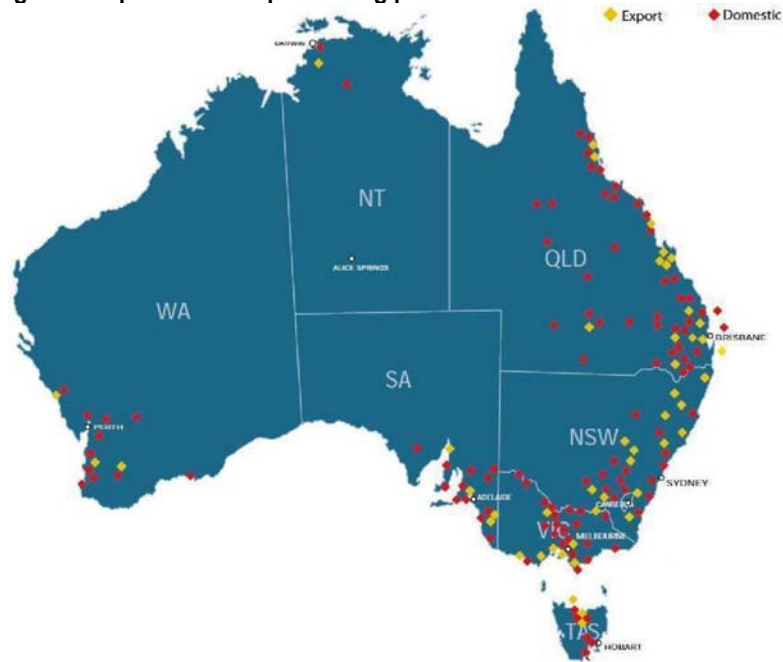 Export Domestic
DARWIN
NT
ALICE SPRINGS
QLD
WA
BRISBANE
SA
NSW
PERTH
SYDNEY
ADELAIDE
CANBERRA
VIC
MELBOURNE
TAS
HOBART